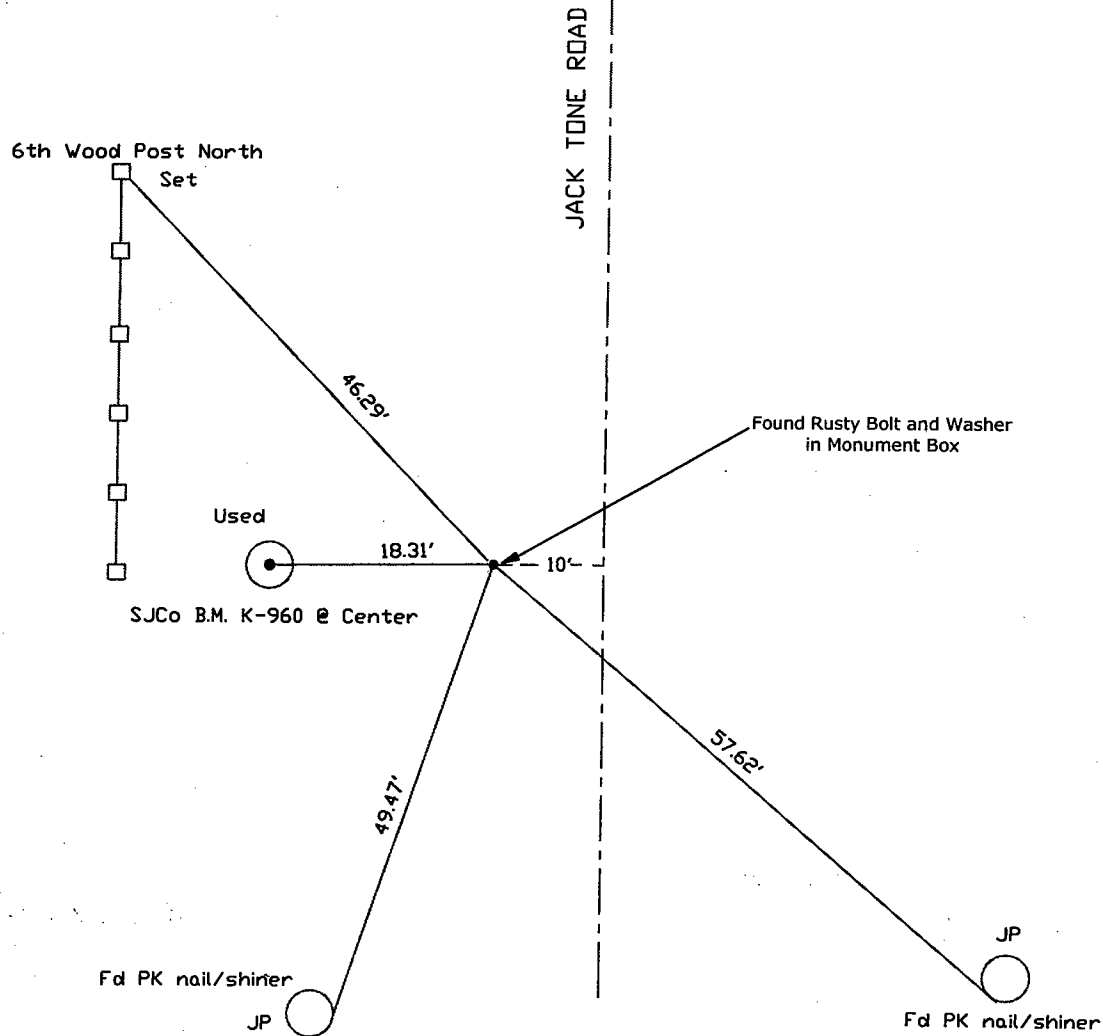 JACK TONE ROAD
6th Wood Post North
Set
46.29'
Found Rusty Bolt and Washer
in Monument Box
Used
18.31'
10'
SJCo B.M. K-960 @ Center
57.62'
49.47'
JP
Fd PK nail/shiner
JP
Fd PK nail/shiner